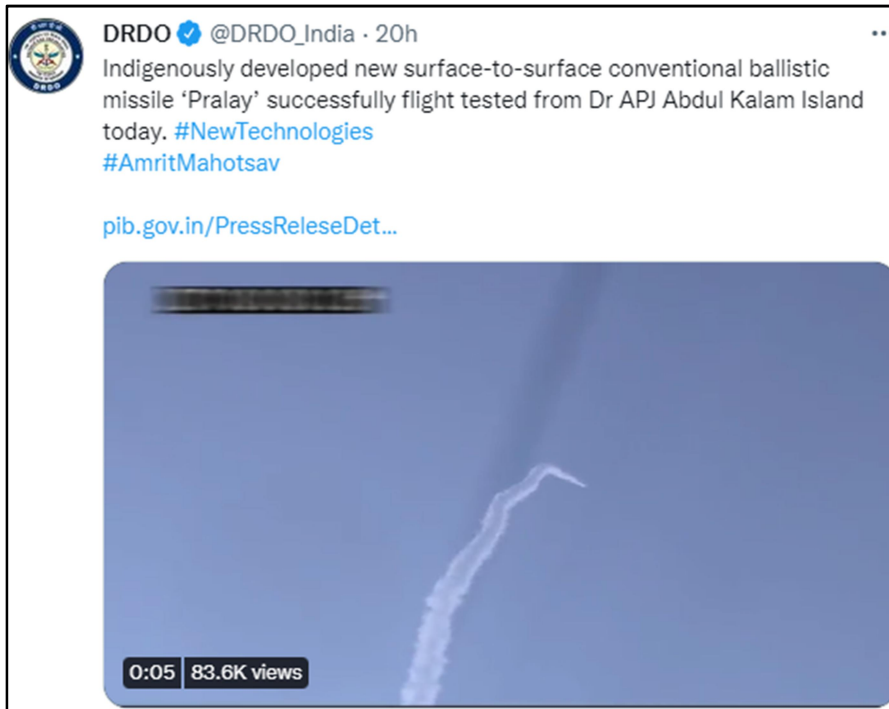 DRDO @DRDO_India · 20h
Indigenously developed new surface-to-surface conventional ballistic
missile ‘Pralay’ successfully flight tested from Dr APJ Abdul Kalam Island
today. #NewTechnologies
#AmritMahotsav
pib.gov.in/PressReleseDet...
0:05 83.6K views
DRDO